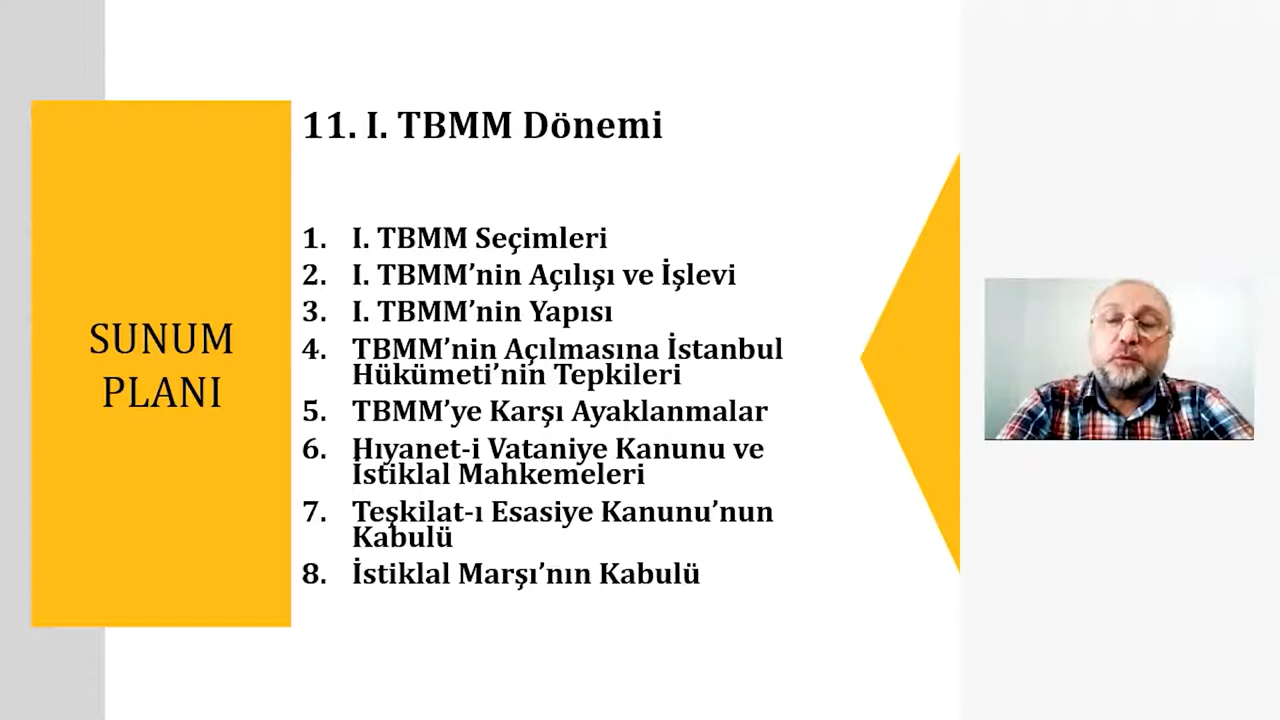 11. I. TBMM Dönemi
SUNUM
PLANI
1. I. TBMM Seçimleri
2. I. TBMM’nin Açılışı ve İşlevi
3. I. TBMM’nin Yapısı
4. TBMM’nin Açılmasına İstanbul
Hükümeti’nin Tepkileri
5. TBMM’ye Karşı Ayaklanmalar
6. Hıyanet-i Vataniye Kanunu ve
İstiklal Mahkemeleri
7. Teşkilat-ı Esasiye Kanunu’nun
Kabulü
8. İstiklal Marşı’nın Kabulü